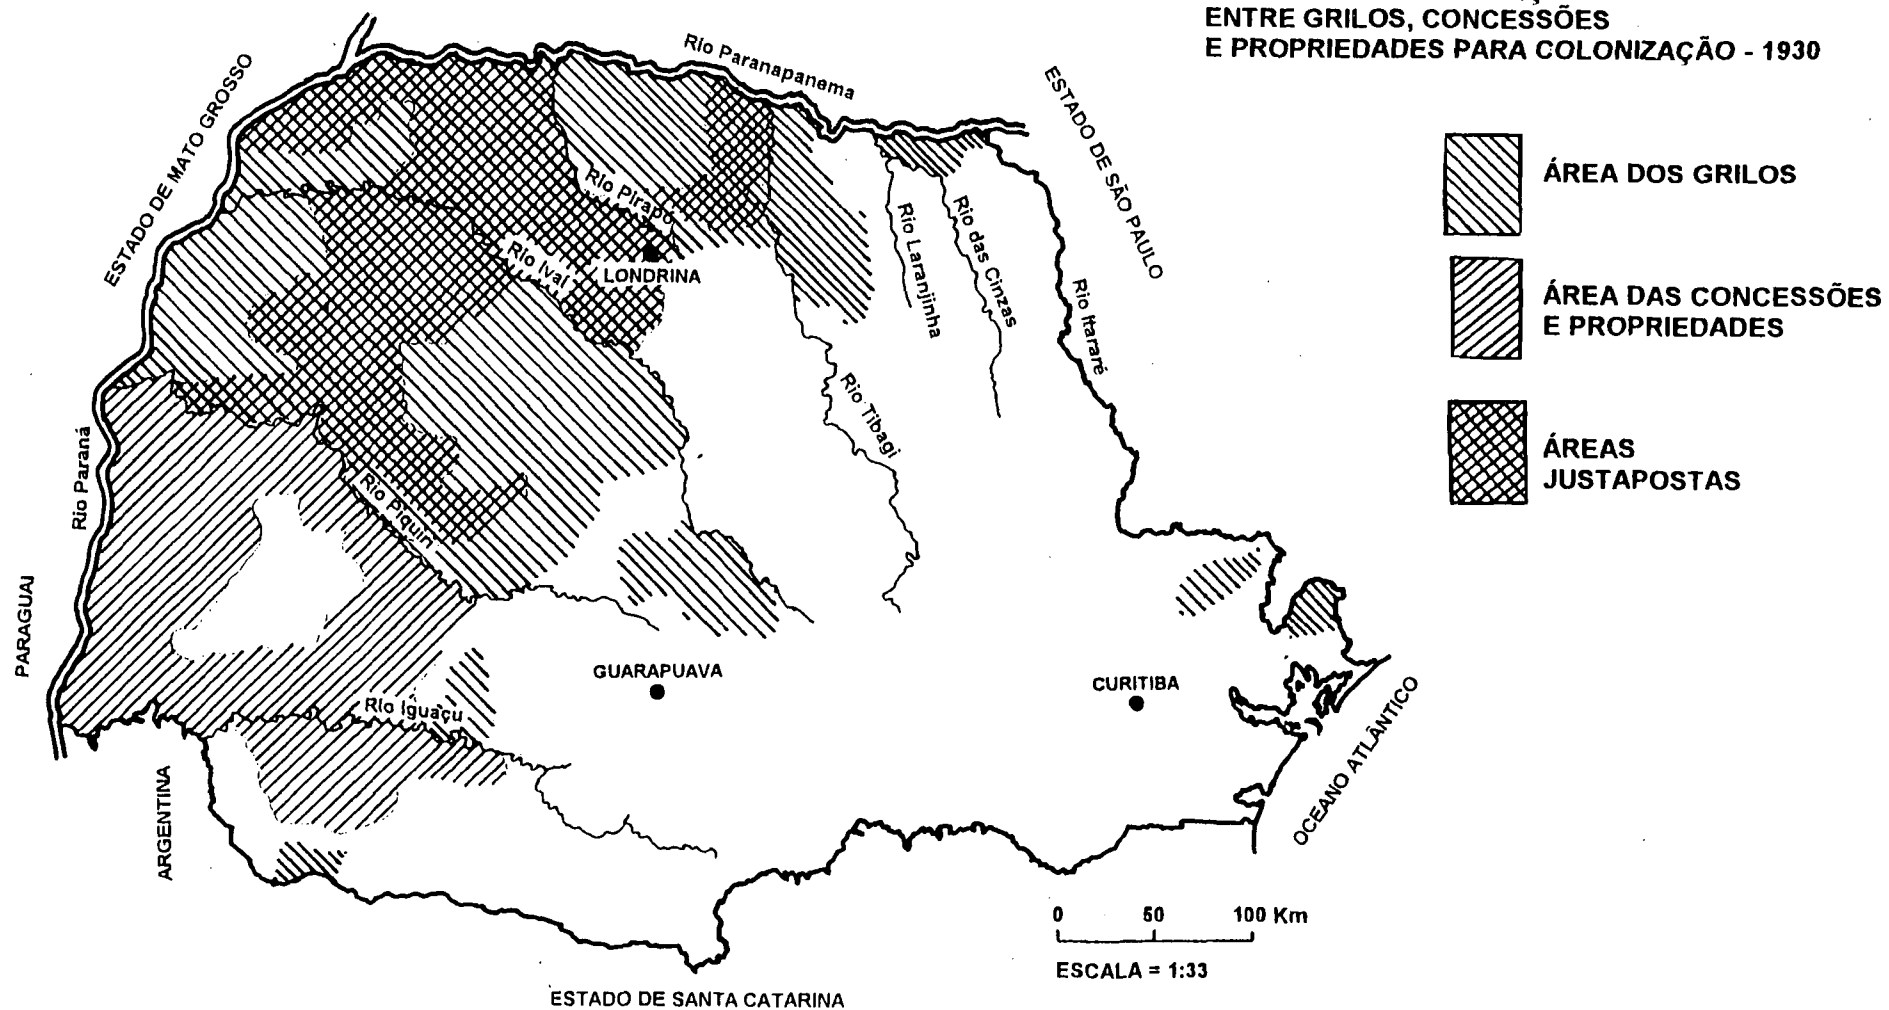 ENTRE GRILOS, CONCESSÕES
E PROPRIEDADES PARA COLONIZAÇÃO - 1930
ÁREA DOS GRILOS
ÁREA DAS CONCESSÕES
E PROPRIEDADES
ÁREAS
JUSTAPOSTAS
Rio Paranapanema
ESTADO DE MATO GROSSO
ESTADO DE SÃO PAULO
Rio Pirapó
Rio Ivaí
LONDRINA
Rio Laranjinha
Rio das Cinzas
Rio Itararé
Rio Tibagi
Rio Paraná
Rio Piquiri
PARAGUAI
GUARAPUAVA
CURITIBA
Rio Iguaçu
ARGENTINA
OCEANO ATLÂNTICO
0 50 100 Km
ESCALA = 1:33
ESTADO DE SANTA CATARINA